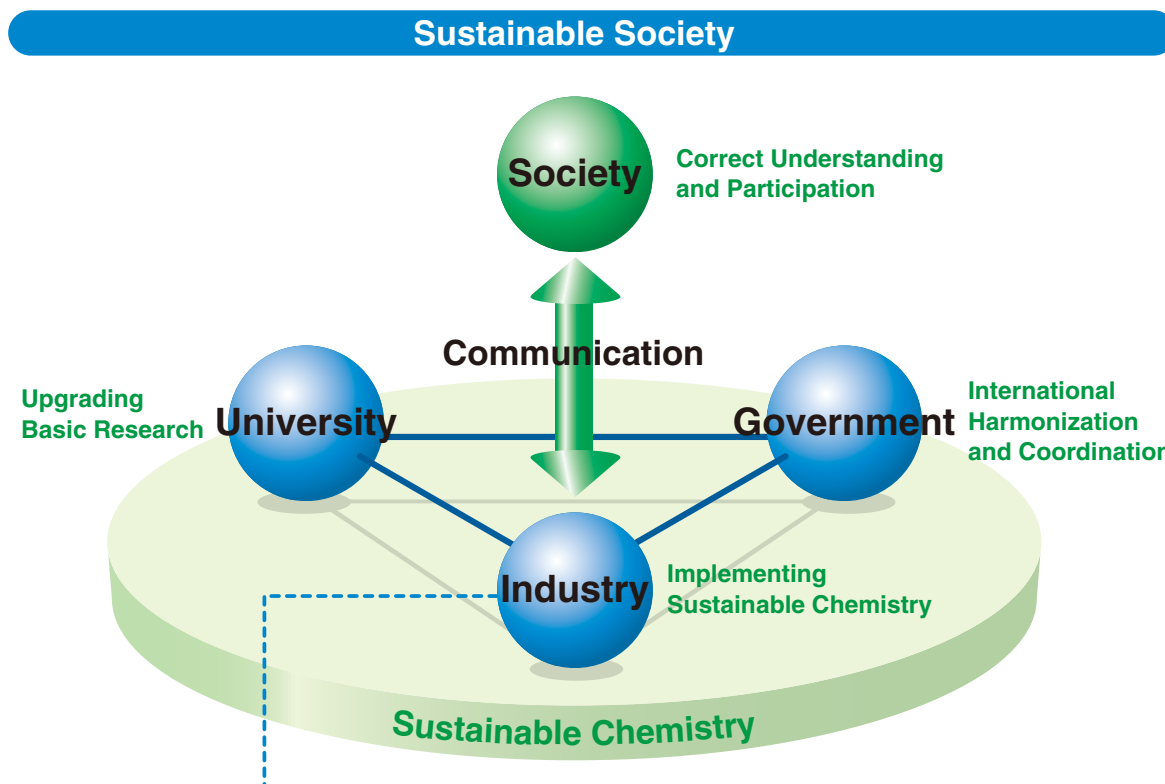 Sustainable Society
Society
Correct Understanding
and Participation
Communication
Upgrading
Basic Research
University
Government
International
Harmonization
and Coordination
Industry
Implementing
Sustainable Chemistry
Sustainable Chemistry